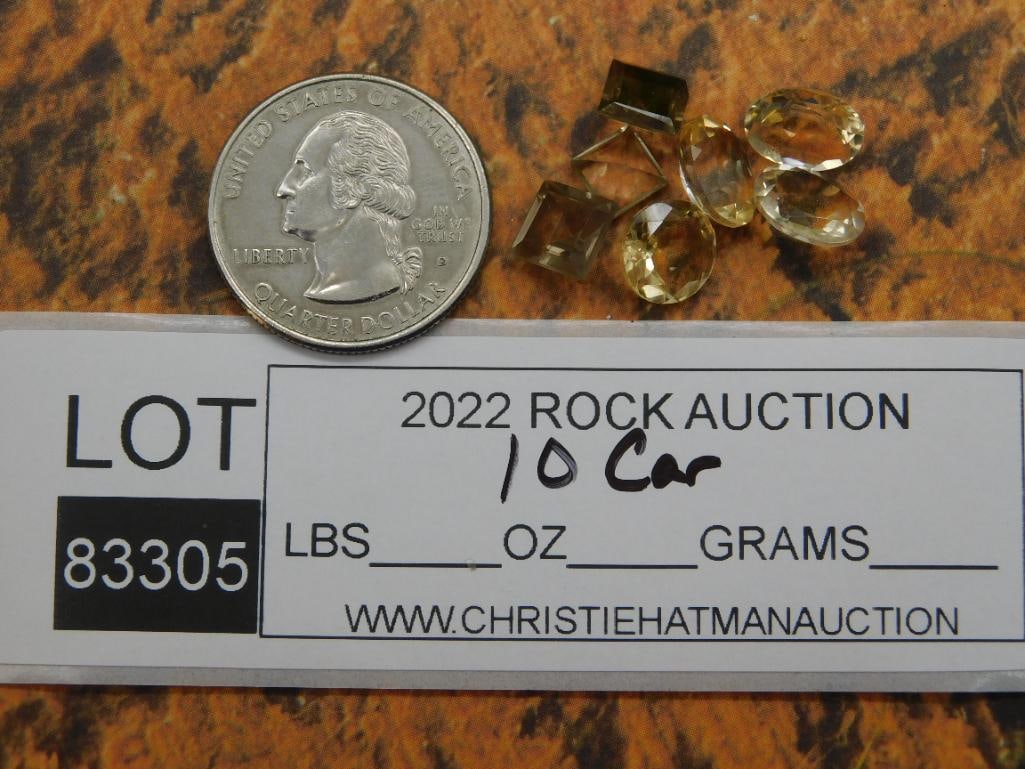 UNITED STATES OF AMERICA
IN
GOD WE
TRUST
LIBERTY
D
QUARTER DOLLAR
LOT
83305
2022 ROCK AUCTION
10 Car
LBS_____OZ_____GRAMS_____
WWW.CHRISTIEHATMANAUCTION